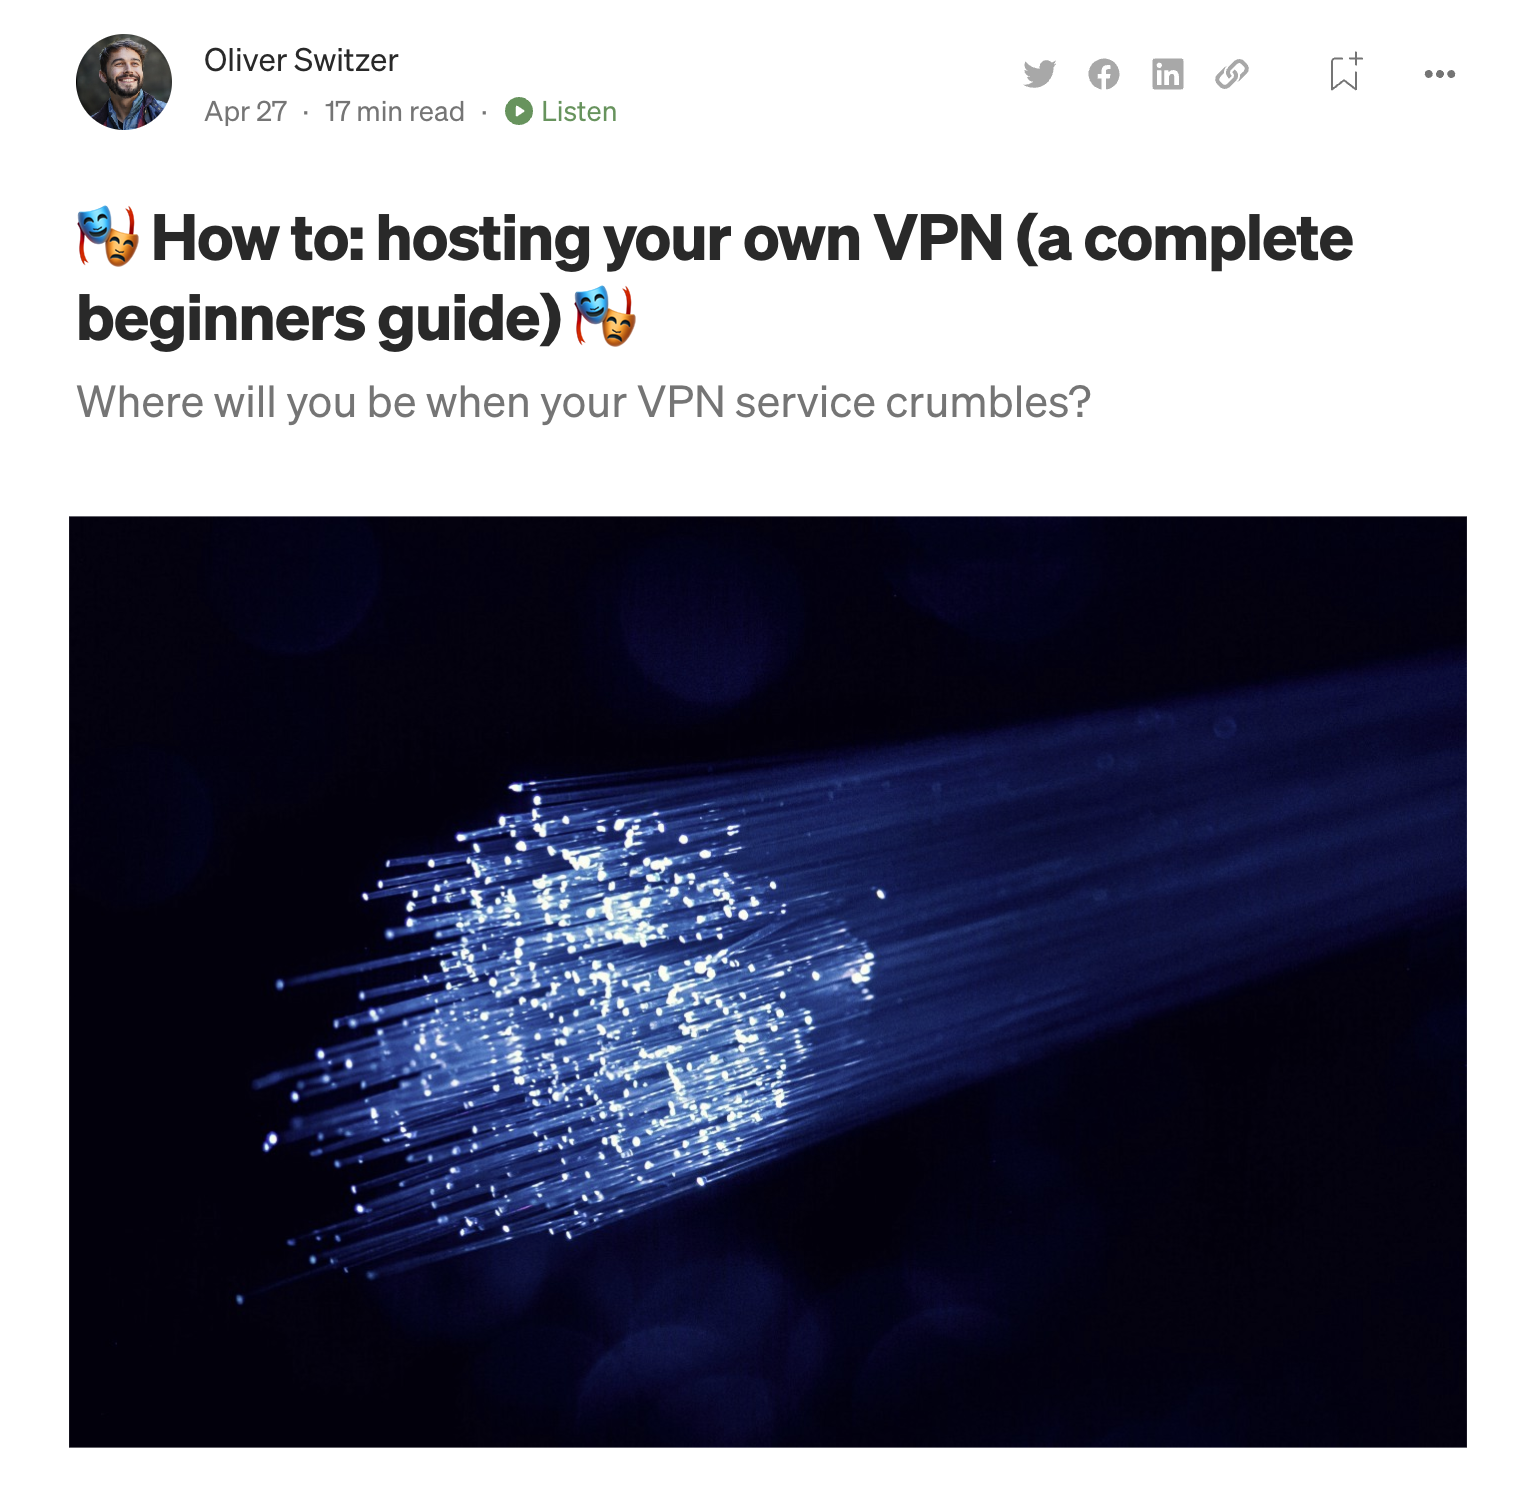 Oliver Switzer
Apr 27 · 17 min read · Listen
🎭 How to: hosting your own VPN (a complete
beginners guide) 🎭
Where will you be when your VPN service crumbles?